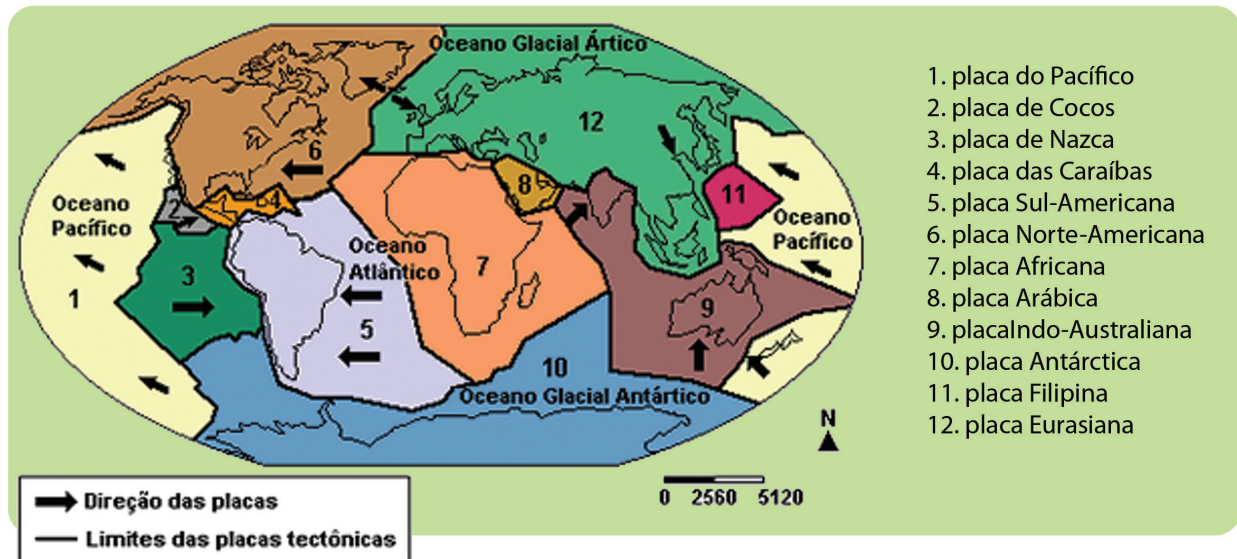 Oceano Glacial Ártico
12
6
8
11
2
4
Oceano
Pacífico
Oceano
Pacífico
Oceano
Atlântico
7
3
1
9
5
10
Oceano Glacial Antártico
N
0 2560 5120
Direção das placas
Limites das placas tectônicas
1. placa do Pacífico
2. placa de Cocos
3. placa de Nazca
4. placa das Caraíbas
5. placa Sul-Americana
6. placa Norte-Americana
7. placa Africana
8. placa Arábica
9. placaIndo-Australiana
10. placa Antárctica
11. placa Filipina
12. placa Eurasiana